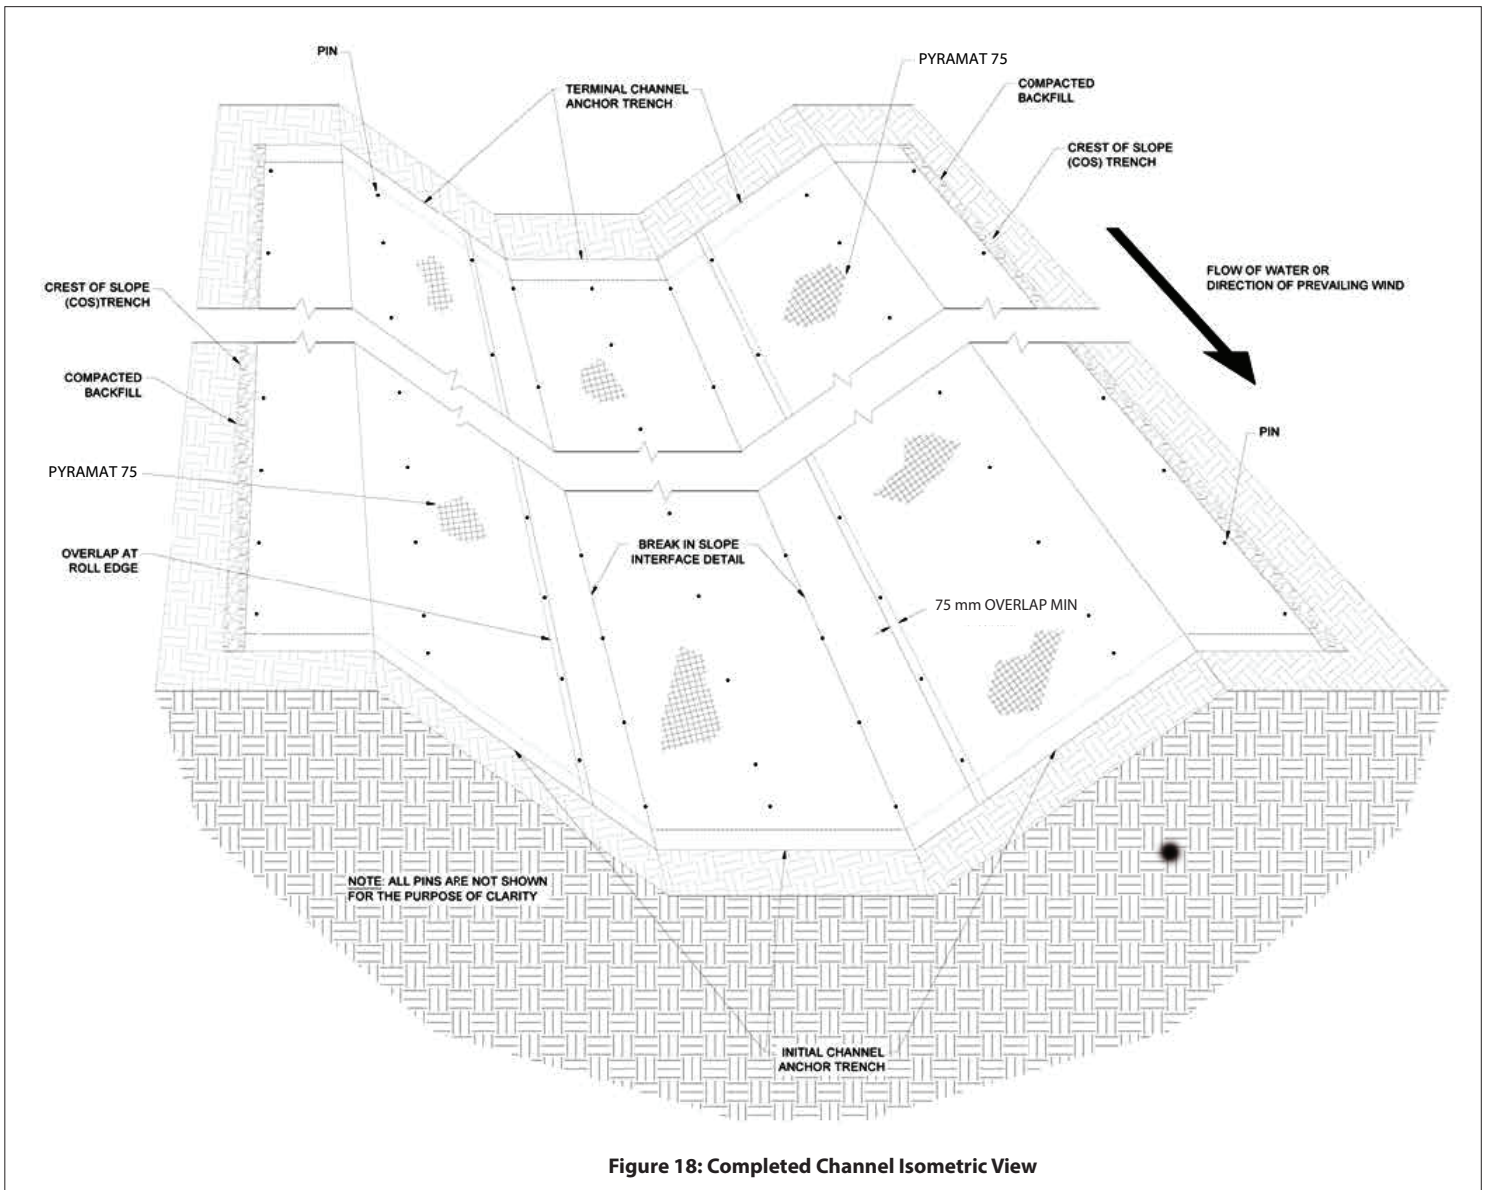 PIN
PYRAMAT 75
TERMINAL CHANNEL
ANCHOR TRENCH
COMPACTED
BACKFILL
CREST OF SLOPE
(COS) TRENCH
FLOW OF WATER OR
DIRECTION OF PREVAILING WIND
CREST OF SLOPE
(COS)TRENCH
COMPACTED
BACKFILL
PIN
PYRAMAT 75
OVERLAP AT
ROLL EDGE
BREAK IN SLOPE
INTERFACE DETAIL
75 mm OVERLAP MIN
NOTE: ALL PINS ARE NOT SHOWN
FOR THE PURPOSE OF CLARITY
INITIAL CHANNEL
ANCHOR TRENCH
Figure 18: Completed Channel Isometric View